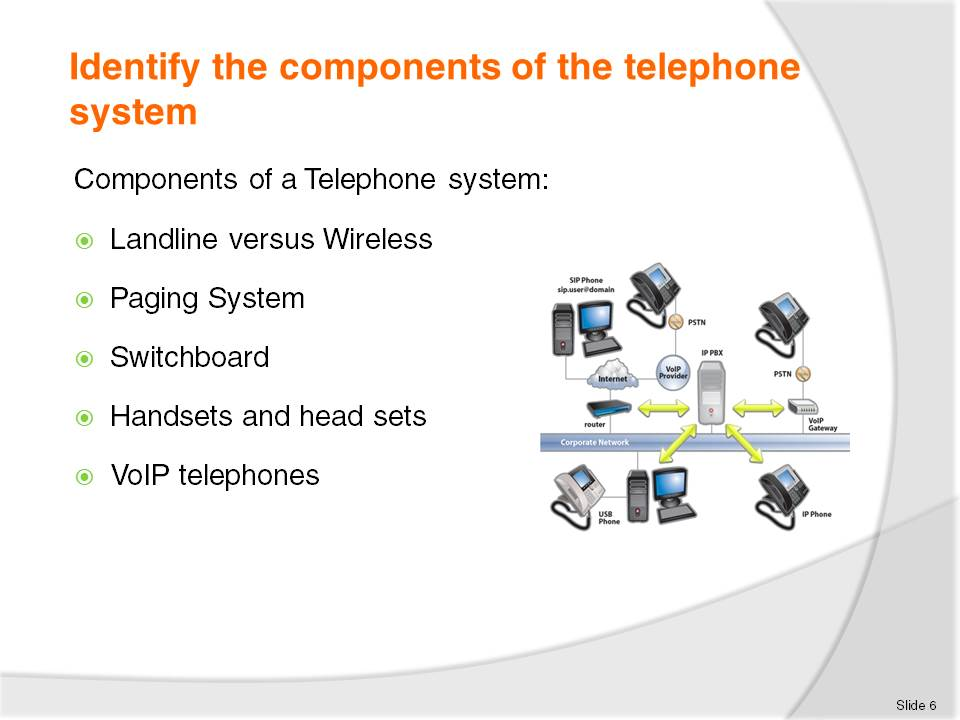 Identify the components of the telephone
system
Components of a Telephone system:
Landline versus Wireless
Paging System
Switchboard
Handsets and head sets
VoIP telephones
SIP Phone
sip.user@domain
PSTN
IP PBX
VoIP
Provider
Internet
PSTN
router
VoIP
Gateway
Corporate Network
USB
Phone
IP Phone
Slide 6